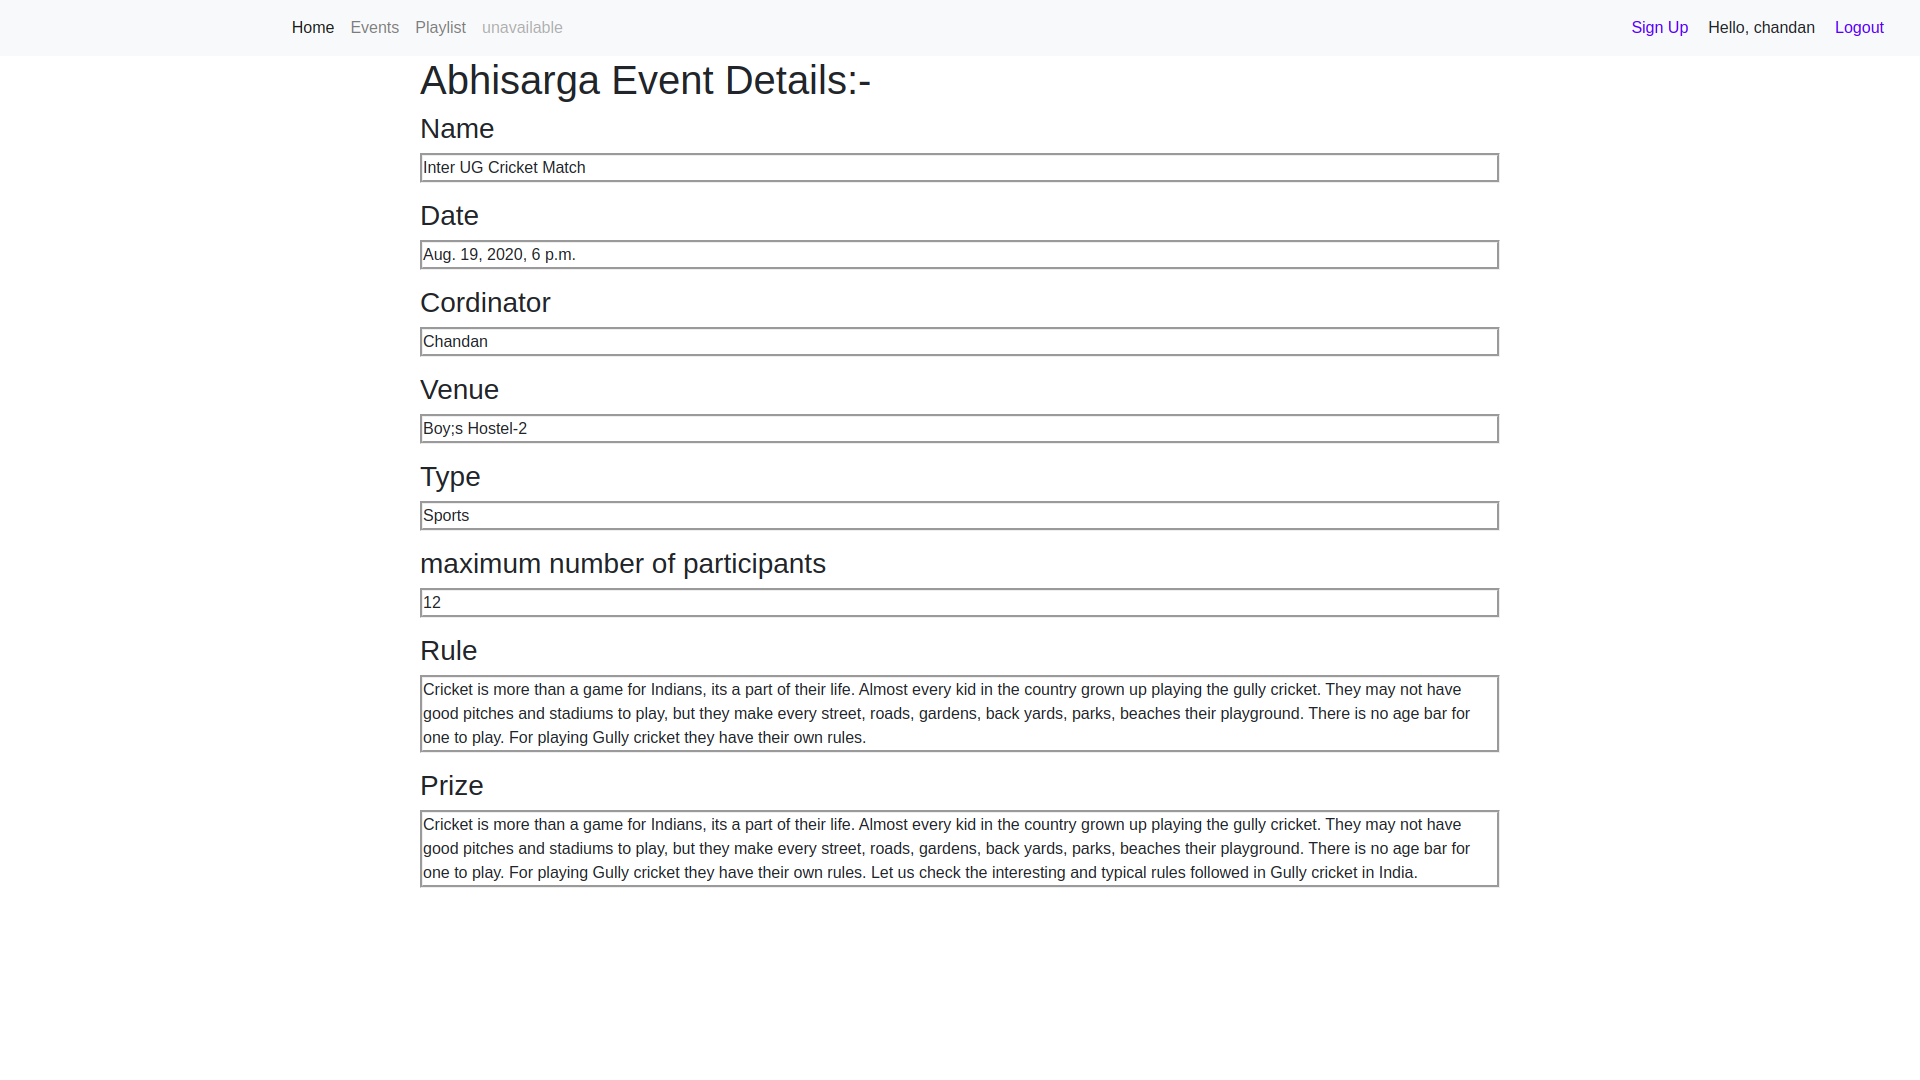 Home Events Playlist unavailable Sign Up Hello, chandan Logout
Abhisarga Event Details:-
Name
Inter UG Cricket Match
Date
Aug. 19, 2020, 6 p.m.
Cordinator
Chandan
Venue
Boy;s Hostel-2
Type
Sports
maximum number of participants
12
Rule
Cricket is more than a game for Indians, its a part of their life. Almost every kid in the country grown up playing the gully cricket. They may not have
good pitches and stadiums to play, but they make every street, roads, gardens, back yards, parks, beaches their playground. There is no age bar for
one to play. For playing Gully cricket they have their own rules.
Prize
Cricket is more than a game for Indians, its a part of their life. Almost every kid in the country grown up playing the gully cricket. They may not have
good pitches and stadiums to play, but they make every street, roads, gardens, back yards, parks, beaches their playground. There is no age bar for
one to play. For playing Gully cricket they have their own rules. Let us check the interesting and typical rules followed in Gully cricket in India.